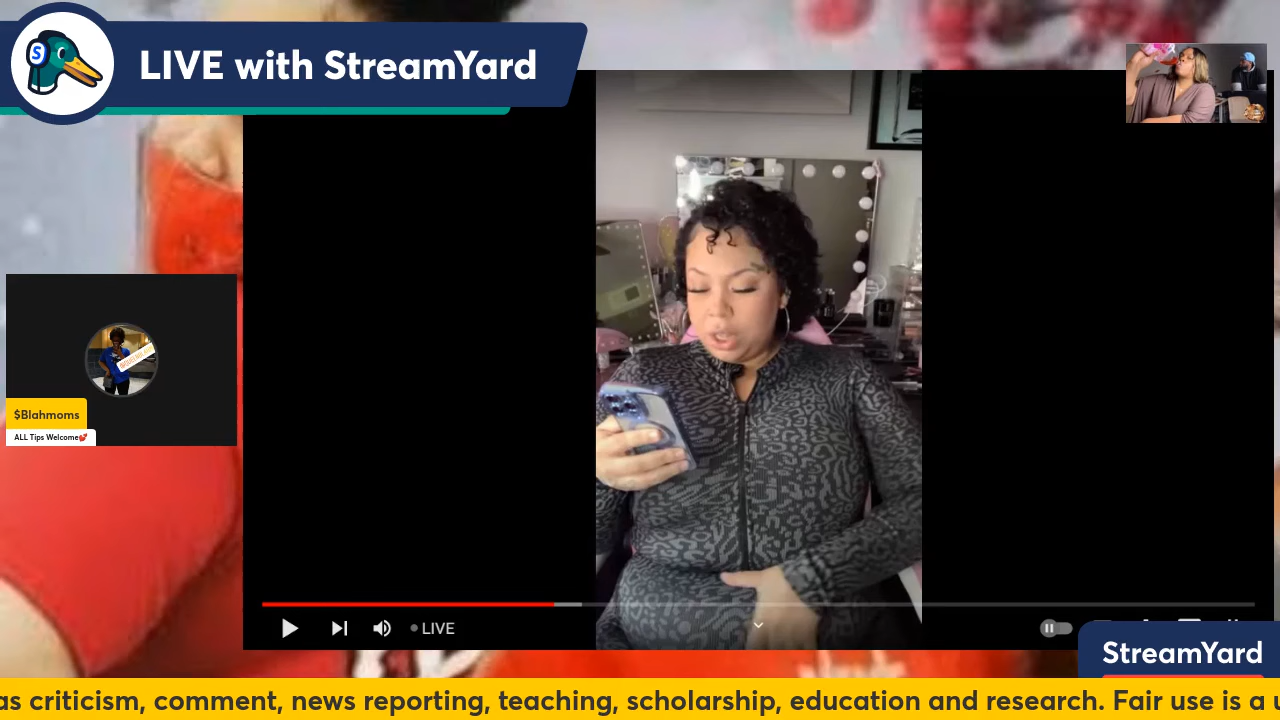 S
LIVE with StreamYard
$Blahmoms
ALL Tips Welcome💕
LIVE
StreamYard
as criticism, comment, news reporting, teaching, scholarship, education and research. Fair use is a u